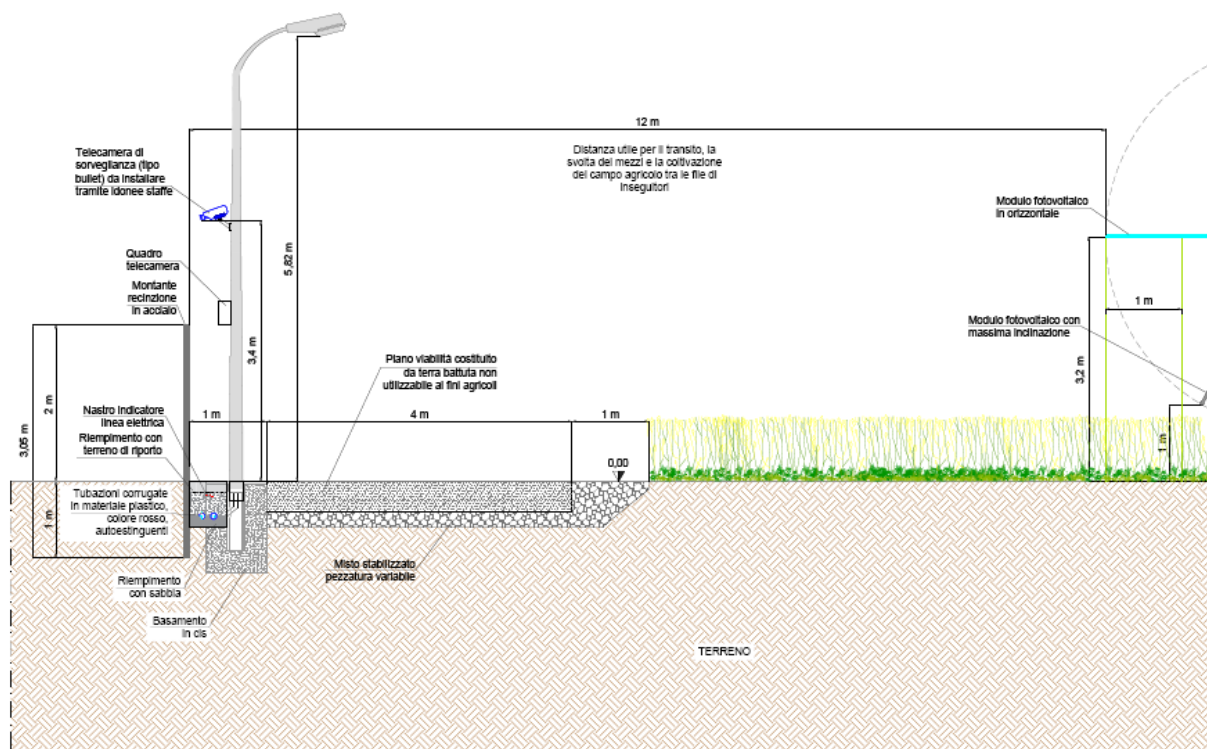 12 m
Distanza utile per il transito, la
svolta dei mezzi e la coltivazione
del campo agricolo tra le file di
inseguitori
Telecamera di
sorveglianza (tipo
bullet) da installare
tramite idonee staffe
Modulo fotovoltaico
in orizzontale
5,82 m
Quadro
telecamera
Montante
recinzione
in acciaio
1 m
Modulo fotovoltaico con
massima inclinazione
3,4 m
3,2 m
Piano viabilità costituito
da terra battuta non
utilizzabile ai fini agricoli
2 m
3,05 m
Nastro indicatore
linea elettrica
1 m
4 m
1 m
Riempimento con
terreno di riporto
1 m
0,00
Tubazioni corrugate
in materiale plastico,
colore rosso,
autoestinguenti
1 m
Misto stabilizzato
pezzatura variabile
Riempimento
con sabbia
Basamento
in cls
TERRENO